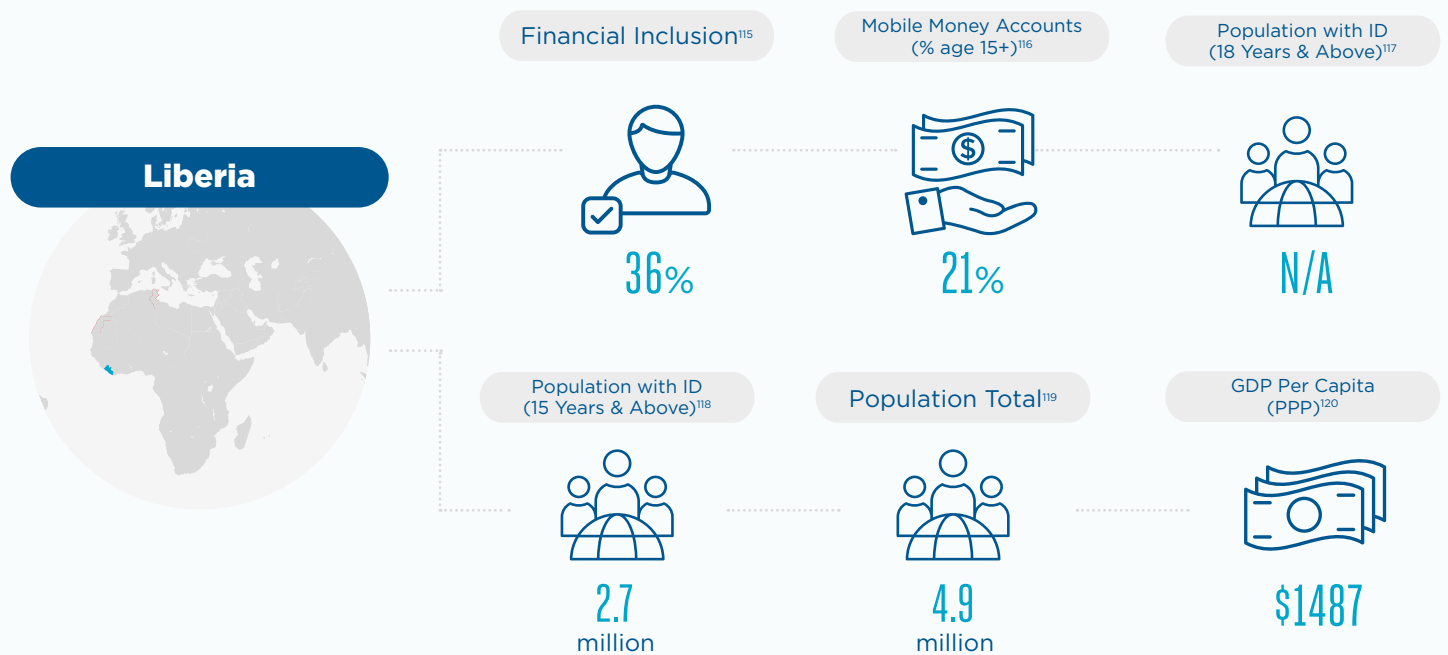 Liberia
Financial Inclusion¹¹⁵
36%
Mobile Money Accounts
(% age 15+)¹¹⁶
$
21%
Population with ID
(18 Years & Above)¹¹⁷
N/A
Population with ID
(15 Years & Above)¹¹⁸
2.7
million
Population Total¹¹⁹
4.9
million
GDP Per Capita
(PPP)¹²⁰
$1487